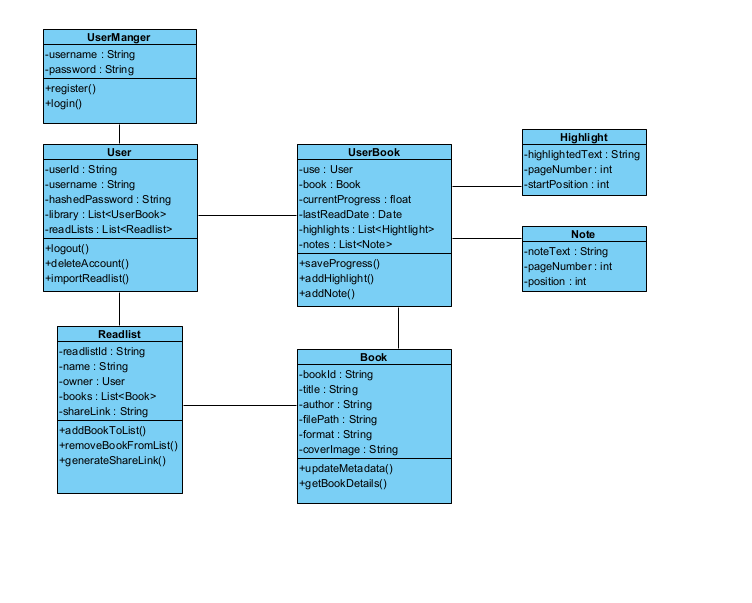 UserManger
-username : String
-password : String
+register()
+login()
User
-userId : String
-username : String
-hashedPassword : String
-library : List<UserBook>
-readLists : List<Readlist>
+logout()
+deleteAccount()
+importReadlist()
UserBook
-use : User
-book : Book
-currentProgress : float
-lastReadDate : Date
-highlights : List<Hightlight>
-notes : List<Note>
+saveProgress()
+addHighlight()
+addNote()
Highlight
-highlightedText : String
-pageNumber : int
-startPosition : int
Note
-noteText : String
-pageNumber : int
-position : int
Readlist
-readlistId : String
-name : String
-owner : User
-books : List<Book>
-shareLink : String
+addBookToList()
+removeBookFromList()
+generateShareLink()
Book
-bookId : String
-title : String
-author : String
-filePath : String
-format : String
-coverImage : String
+updateMetadata()
+getBookDetails()